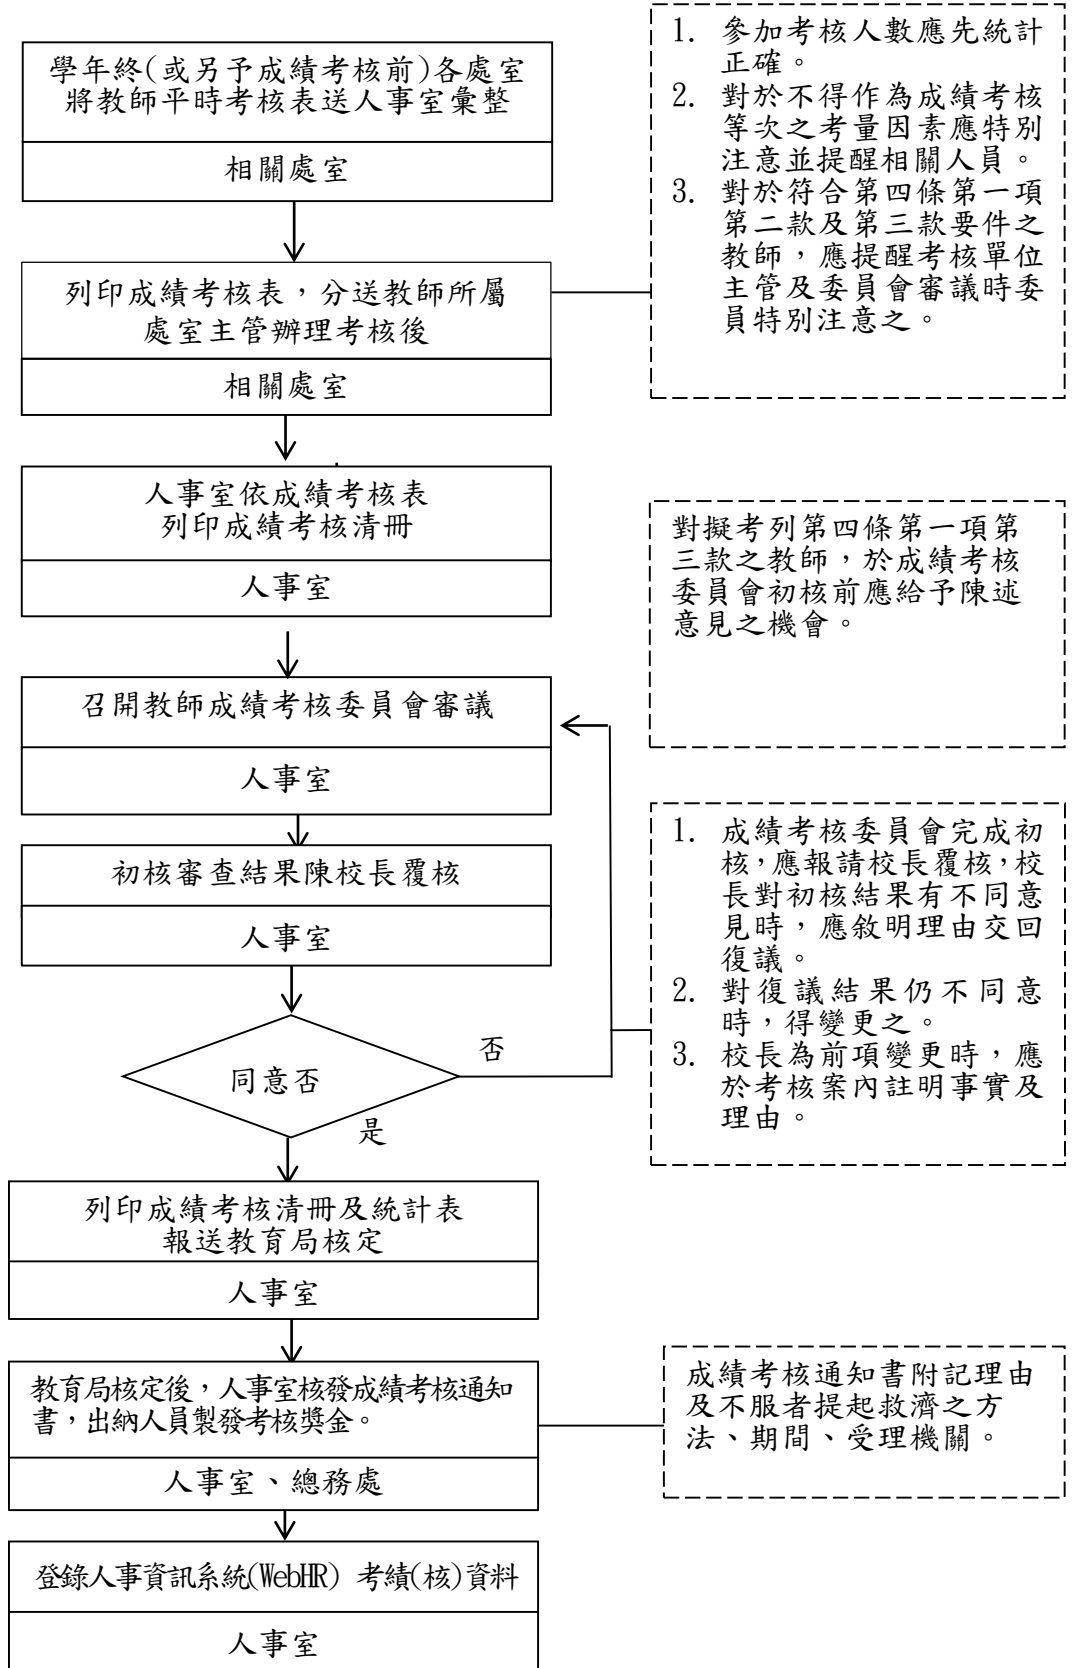 學年終(或另予成績考核前)各處室
將教師平時考核表送人事室彙整
相關處室
1. 參加考核人數應先統計
正確。
2. 對於不得作為成績考核
等次之考量因素應特別
注意並提醒相關人員。
3. 對於符合第四條第一項
第二款及第三款要件之
教師，應提醒考核單位
主管及委員會審議時委
員特別注意之。
列印成績考核表，分送教師所屬
處室主管辦理考核後
相關處室
人事室依成績考核表
列印成績考核清冊
人事室
對擬考列第四條第一項第
三款之教師，於成績考核
委員會初核前應給予陳述
意見之機會。
召開教師成績考核委員會審議
人事室
初核審查結果陳校長覆核
人事室
1. 成績考核委員會完成初
核，應報請校長覆核，校
長對初核結果有不同意
見時，應敘明理由交回
復議。
2. 對復議結果仍不同意
時，得變更之。
3. 校長為前項變更時，應
於考核案內註明事實及
理由。
同意否
否
是
列印成績考核清冊及統計表
報送教育局核定
人事室
教育局核定後，人事室核發成績考核通知
書，出納人員製發考核獎金。
人事室、總務處
成績考核通知書附記理由
及不服者提起救濟之方
法、期間、受理機關。
登錄人事資訊系統(WebHR) 考績(核)資料
人事室